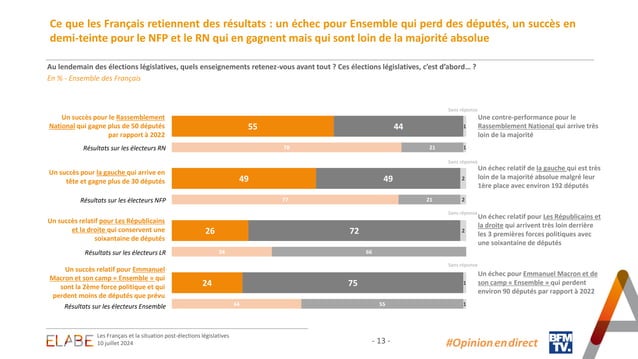 Ce que les Français retiennent des résultats : un échec pour Ensemble qui perd des députés, un succès en
demi-teinte pour le NFP et le RN qui en gagnent mais qui sont loin de la majorité absolue
Au lendemain des élections législatives, quels enseignements retenez-vous avant tout ? Ces élections législatives, c'est d'abord… ?
En % - Ensemble des Français
Sans réponse
Un succès pour le Rassemblement
National qui gagne plus de 50 députés
par rapport à 2022
55 44 1
Une contre-performance pour le
Rassemblement National qui arrive très
loin de la majorité
Résultats sur les électeurs RN
78 21 1
Sans réponse
Un succès pour la gauche qui arrive en
tête et gagne plus de 30 députés
49 49 2
Un échec relatif de la gauche qui est très
loin de la majorité absolue malgré leur
1ère place avec environ 192 députés
Résultats sur les électeurs NFP
77 21 2
Sans réponse
Un succès relatif pour Les Républicains
et la droite qui conservent une
soixantaine de députés
26 72 2
Un échec relatif pour Les Républicains et
la droite qui arrivent très loin derrière
les 3 premières forces politiques avec
une soixantaine de députés
Résultats sur les électeurs LR
66
Sans réponse
Un succès relatif pour Emmanuel
Macron et son camp « Ensemble » qui
sont la 2ème force politique et qui
perdent moins de députés que prévu
24 75 1
Un échec pour Emmanuel Macron et de
son camp « Ensemble » qui perdent
environ 90 députés par rapport à 2022
Résultats sur les électeurs Ensemble
44 55 1
ELABE
Les Français et la situation post-élections législatives
10 juillet 2024
- 13 -
#Opinion en direct
BFM
TV.